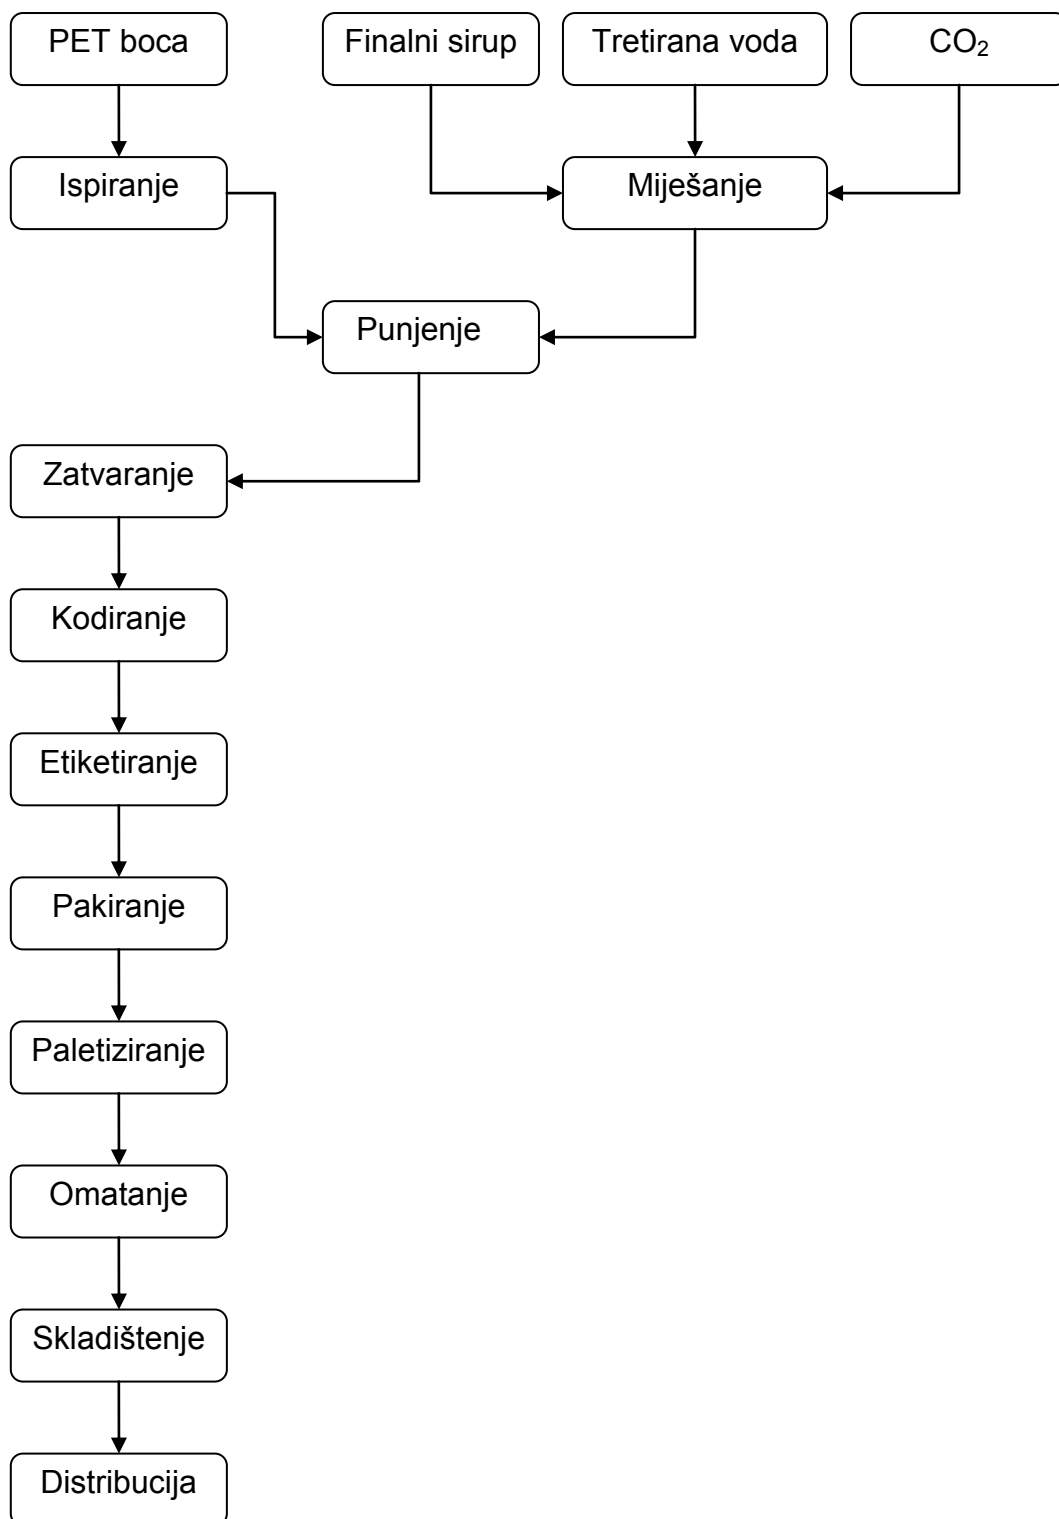 PET boca
Finalni sirup
Tretirana voda
CO₂
Ispiranje
Miješanje
Punjenje
Zatvaranje
Kodiranje
Etiketiranje
Pakiranje
Paletiziranje
Omatanje
Skladištenje
Distribucija